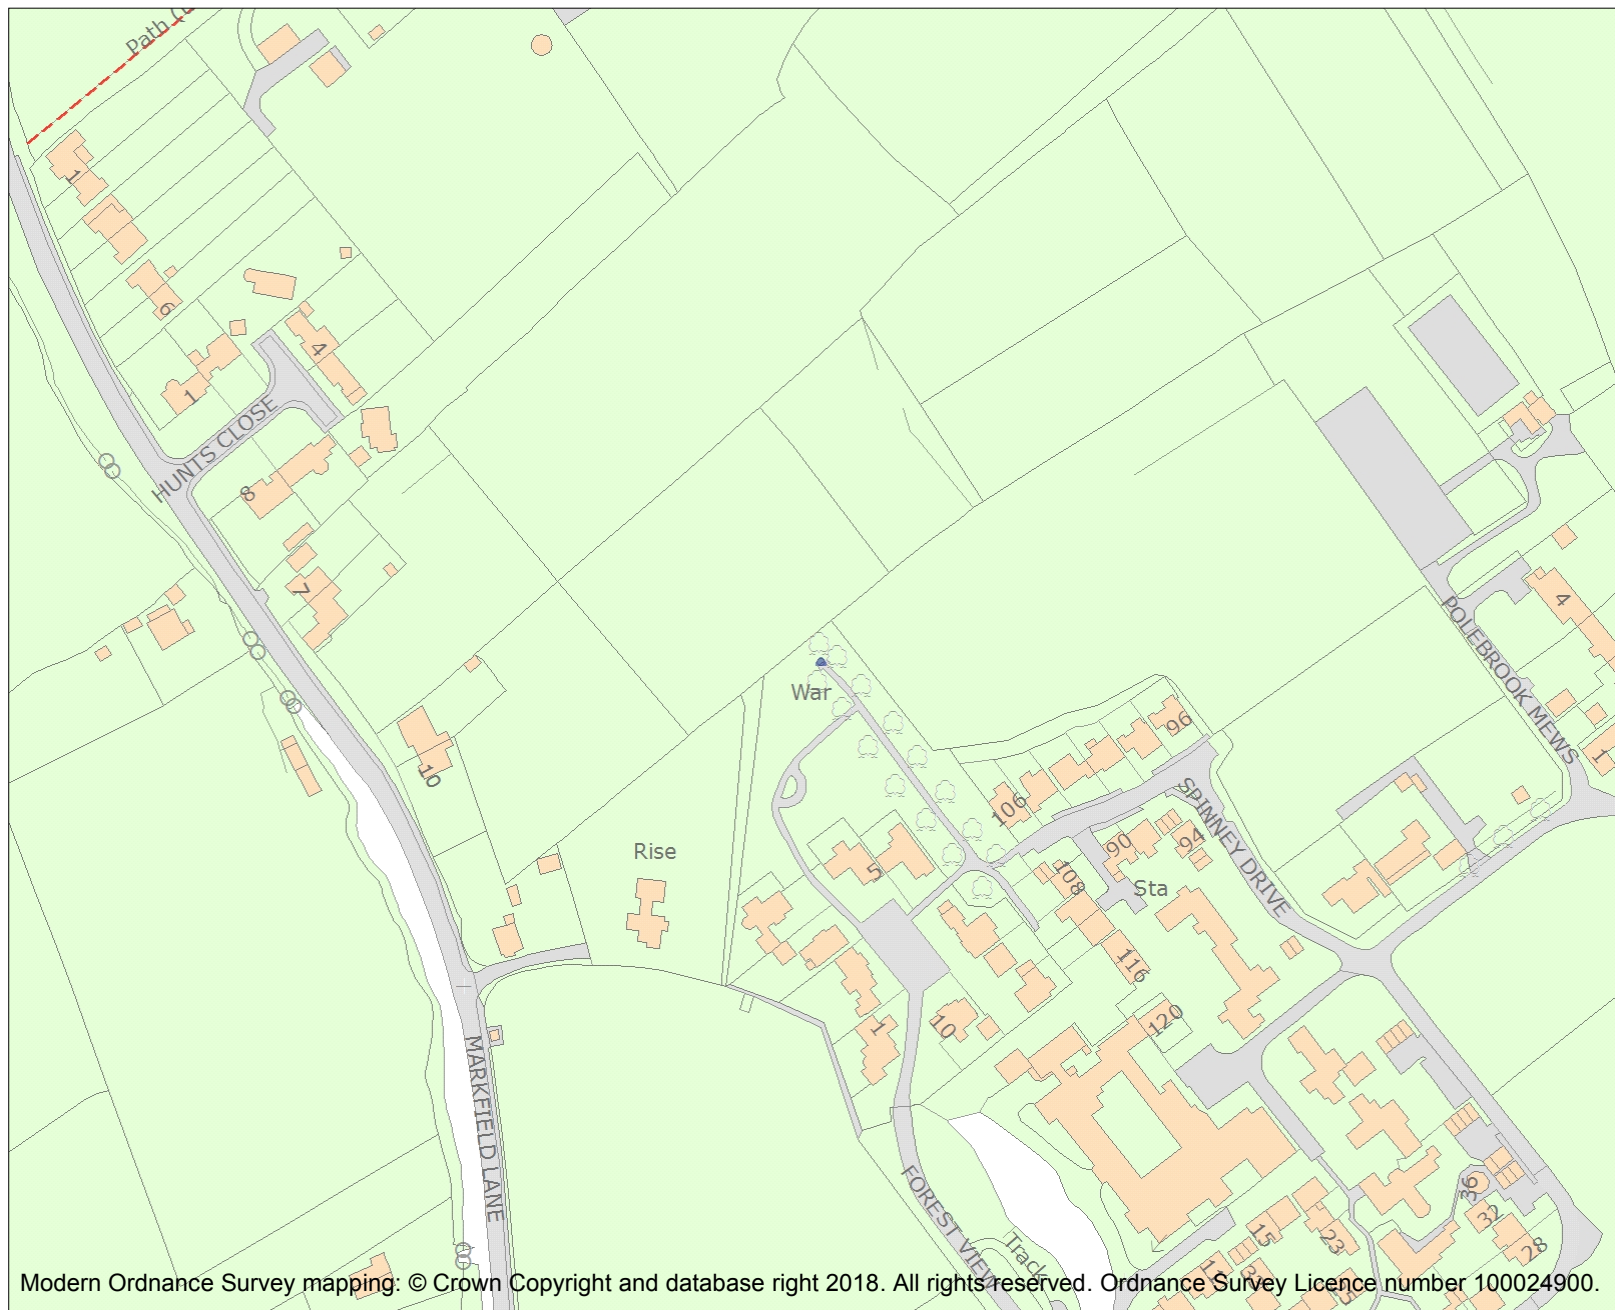 Path (
1
6
4
1
HUNTS CLOSE
8
7
4
POLEBROOK MEWS
War
96
10
1
106
SPINNEY DRIVE
Rise
90
94
5
108
Sta
116
1
10
120
MARKFIELD LANE
FOREST VIEW
36
32
Track
15
23
28
Modern Ordnance Survey mapping: © Crown Copyright and database right 2018. All rights reserved. Ordnance Survey Licence number 100024900.